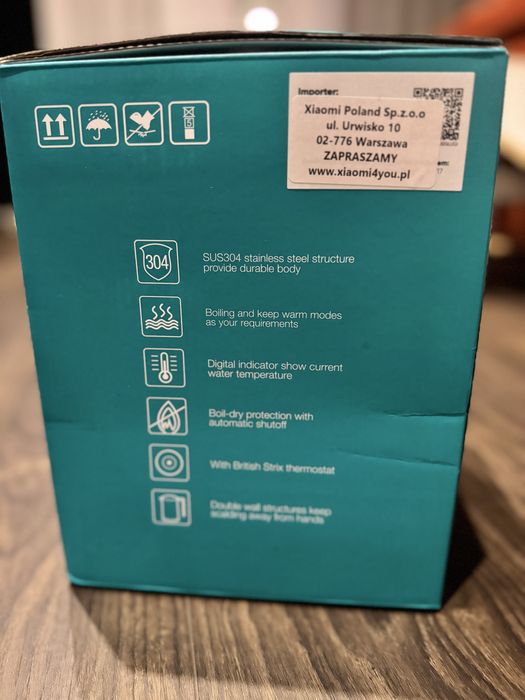 Importer:
Xiaomi Poland Sp.z.o.o
ul. Urwisko 10
02-776 Warszawa
ZAPRASZAMY
www.xiaomi4you.pl
5
304
SUS304 stainless steel structure
provide durable body
Boiling and keep warm modes
as your requirements
Digital indicator show current
water temperature
Boil-dry protection with
automatic shutoff
With British Strix thermostat
Double wall structures keep
scalding away from hands